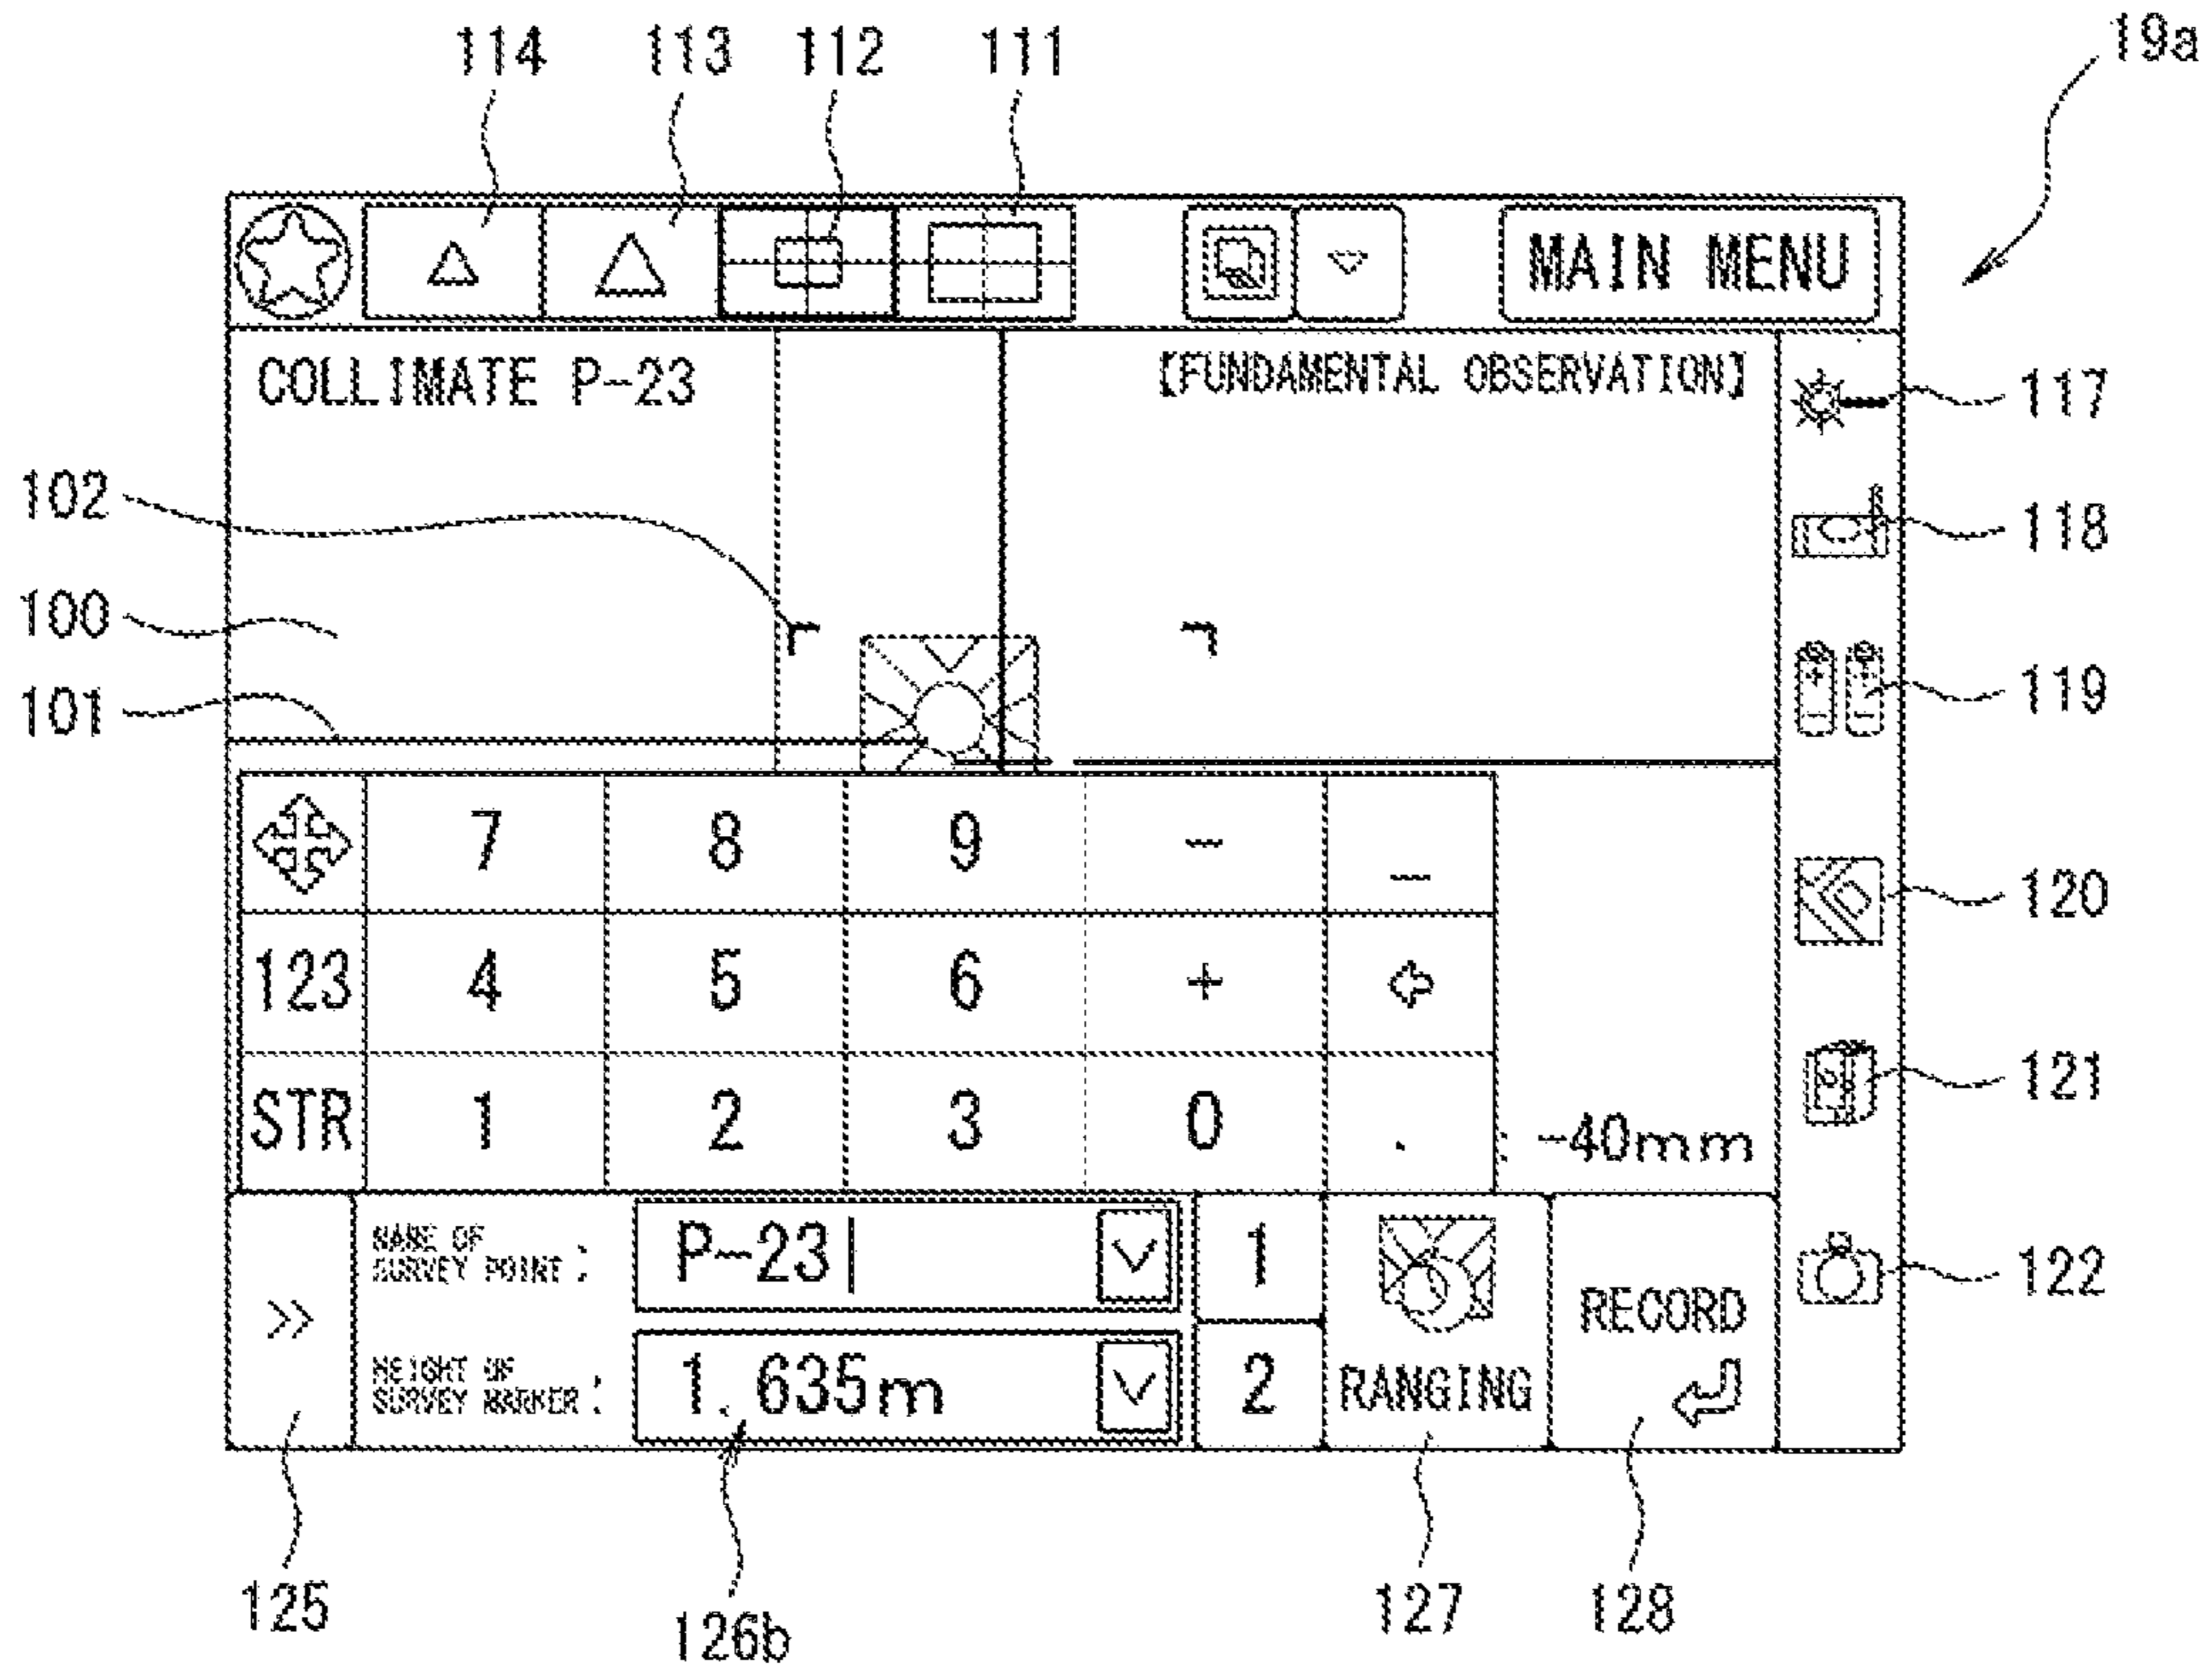 114 113 112 111 19a
MAIN MENU
COLLIMATE P-23 [FUNDAMENTAL OBSERVATION]
117
102
118
100
119
101
7 8 9 - _
120
123 4 5 6 +
121
STR 1 2 3 0 . : -40mm
NAME OF
SURVEY POINT : P-23| 1
122
RECORD
HEIGHT OF
SURVEY MARKER : 1.635m 2 RANGING
125 126b 127 128